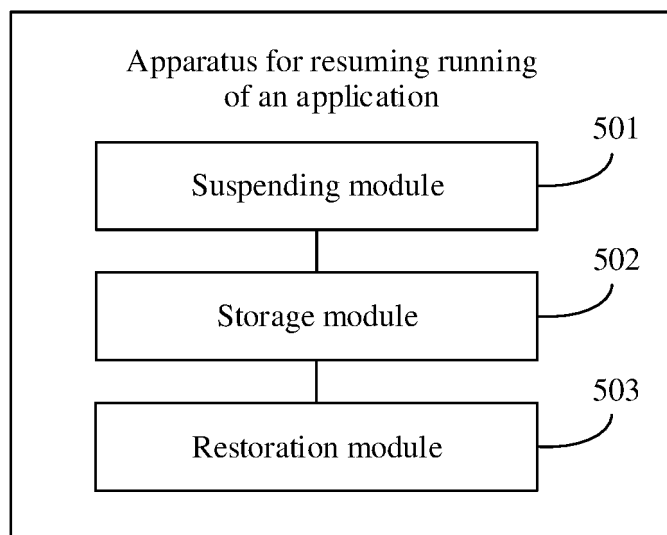 Apparatus for resuming running
of an application
501
Suspending module
502
Storage module
503
Restoration module